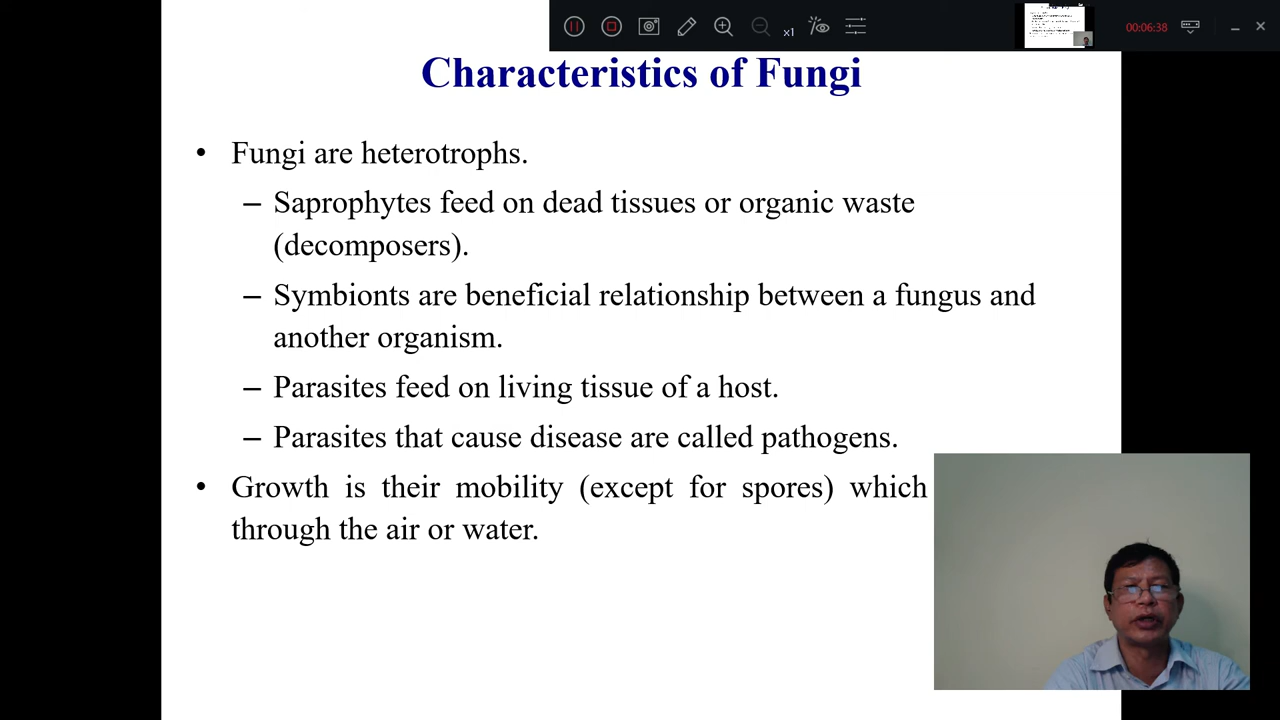 x1
00:06:38
Characteristics of Fungi
• Fungi are heterotrophs.
– Saprophytes feed on dead tissues or organic waste
(decomposers).
– Symbionts are beneficial relationship between a fungus and
another organism.
– Parasites feed on living tissue of a host.
– Parasites that cause disease are called pathogens.
• Growth is their mobility (except for spores) which
through the air or water.